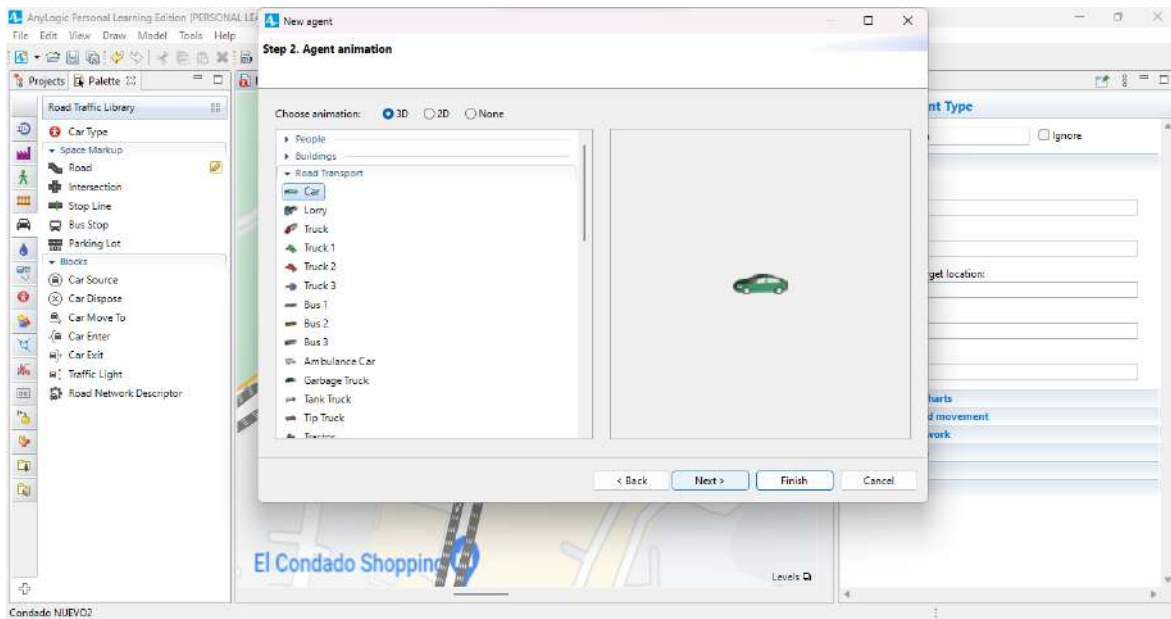 AnyLogic Personal Learning Edition [PERSONAL LE
File Edit View Draw Model Tools Help
Projects Palette
Road Traffic Library
Car Type
Space Markup
Road
Intersection
Stop Line
Bus Stop
Parking Lot
Blocks
Car Source
Car Dispose
Car Move To
Car Enter
Car Exit
Traffic Light
Road Network Descriptor
New agent
Step 2. Agent animation
Choose animation: 3D 2D None
People
Buildings
Road Transport
Car
Lorry
Truck
Truck 1
Truck 2
Truck 3
Bus 1
Bus 2
Bus 3
Ambulance Car
Garbage Truck
Tank Truck
Tip Truck
Tractor
< Back Next > Finish Cancel
nt Type
Ignore
get location:
harts
d movement
work
El Condado Shopping
Levels
Condado NUEVO2